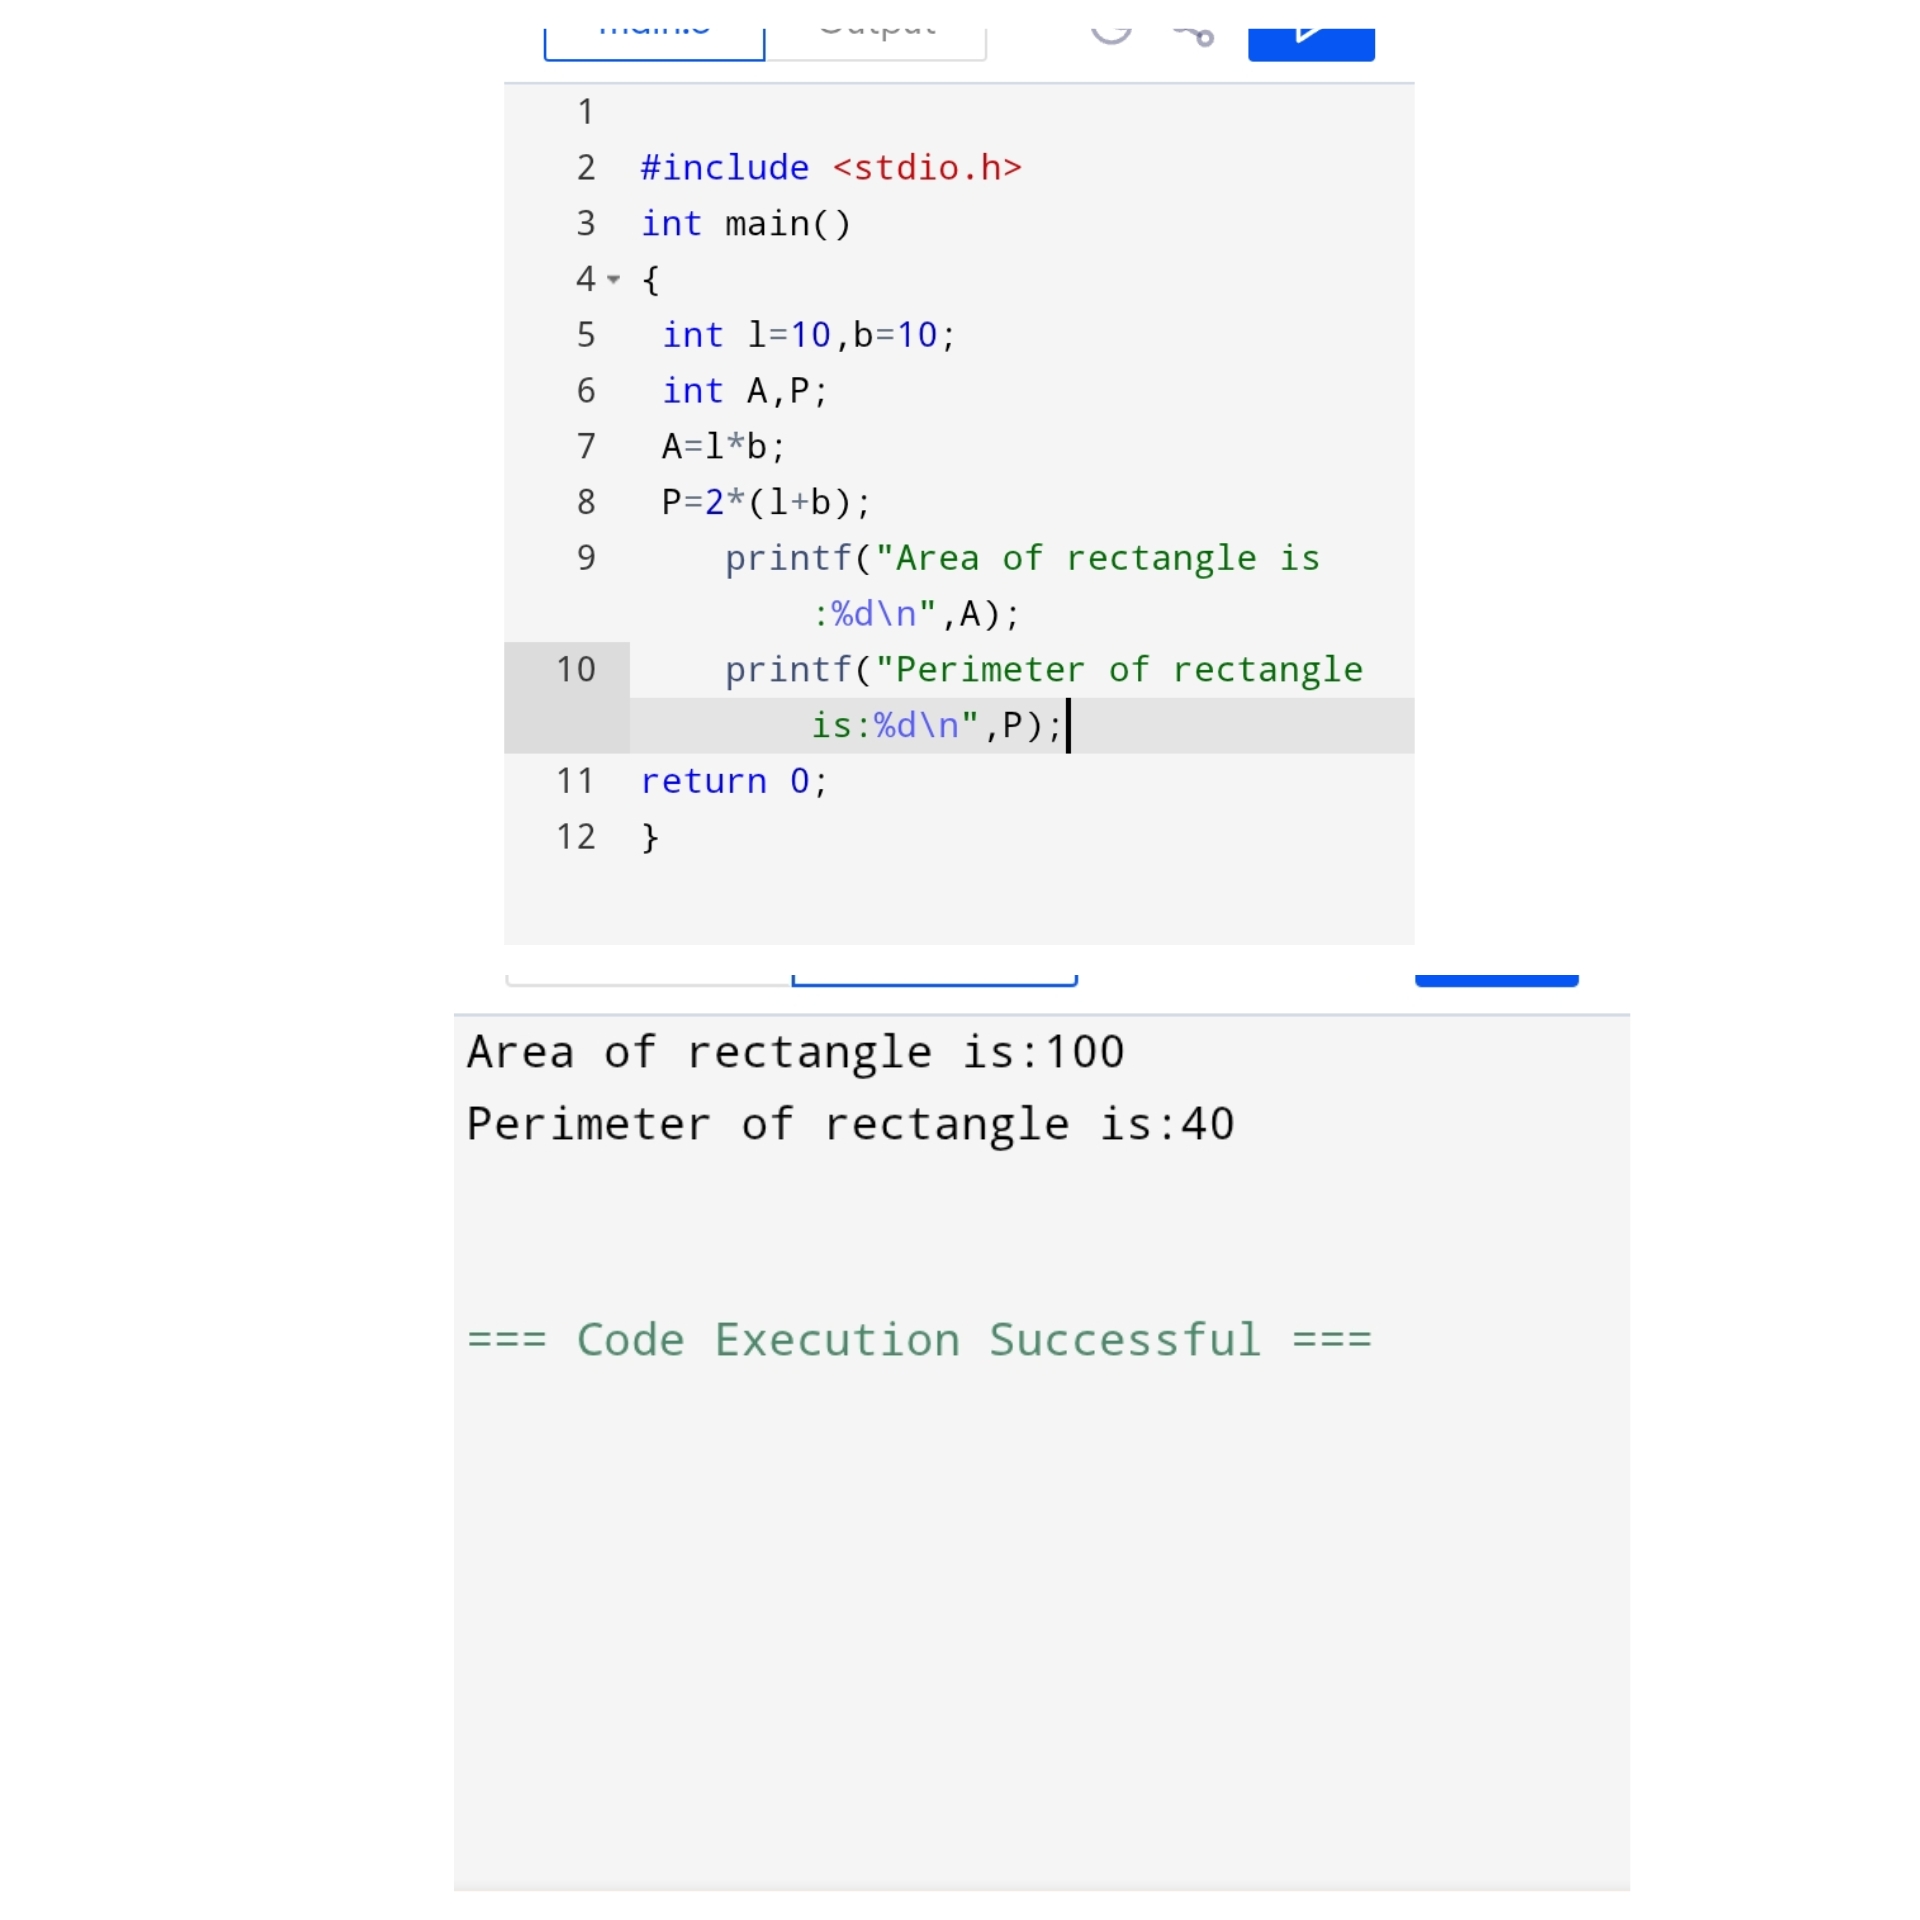 1
2 #include <stdio.h>
3 int main()
4 {
5 int l=10,b=10;
6 int A,P;
7 A=l*b;
8 P=2*(l+b);
9 printf("Area of rectangle is
:%d\n",A);
10 printf("Perimeter of rectangle
is:%d\n",P);
11 return 0;
12 }
Area of rectangle is:100
Perimeter of rectangle is:40
=== Code Execution Successful ===